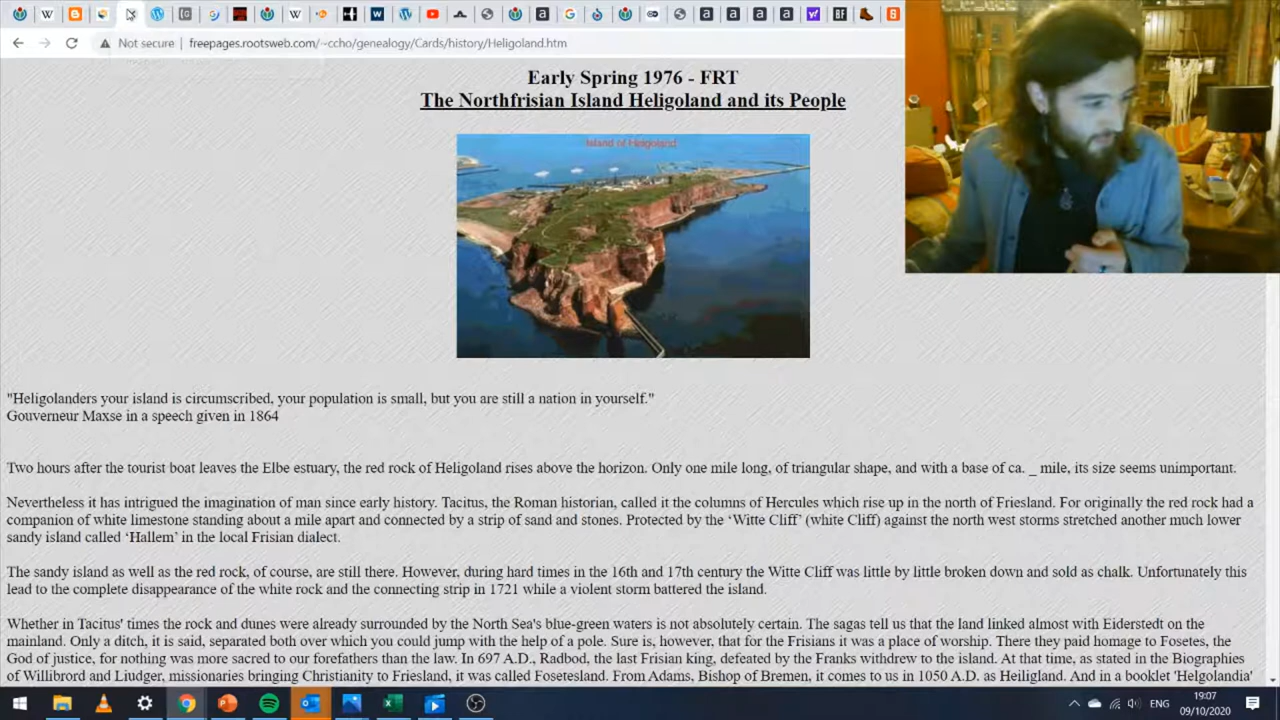 Not secure
freepages.rootsweb.com/~ccho/genealogy/Cards/history/Heligoland.htm
Early Spring 1976 - FRT
The Northfrisian Island Heligoland and its People
Island of Helgoland
"Heligolanders your island is circumscribed, your population is small, but you are still a nation in yourself."
Gouverneur Maxse in a speech given in 1864
Two hours after the tourist boat leaves the Elbe estuary, the red rock of Heligoland rises above the horizon. Only one mile long, of triangular shape, and with a base of ca. _ mile, its size seems unimportant.
Nevertheless it has intrigued the imagination of man since early history. Tacitus, the Roman historian, called it the columns of Hercules which rise up in the north of Friesland. For originally the red rock had a
companion of white limestone standing about a mile apart and connected by a strip of sand and stones. Protected by the ‘Witte Cliff’ (white Cliff) against the north west storms stretched another much lower
sandy island called ‘Hallem’ in the local Frisian dialect.
The sandy island as well as the red rock, of course, are still there. However, during hard times in the 16th and 17th century the Witte Cliff was little by little broken down and sold as chalk. Unfortunately this
lead to the complete disappearance of the white rock and the connecting strip in 1721 while a violent storm battered the island.
Whether in Tacitus' times the rock and dunes were already surrounded by the North Sea's blue-green waters is not absolutely certain. The sagas tell us that the land linked almost with Eiderstedt on the
mainland. Only a ditch, it is said, separated both over which you could jump with the help of a pole. Sure is, however, that for the Frisians it was a place of worship. There they paid homage to Fosetes, the
God of justice, for nothing was more sacred to our forefathers than the law. In 697 A.D., Radbod, the last Frisian king, defeated by the Franks withdrew to the island. At that time, as stated in the Biographies
of Willibrord and Liudger, missionaries bringing Christianity to Friesland, it was called Fosetesland. From Adams, Bishop of Bremen, it comes to us in 1050 A.D. as Heiligland. And in a booklet 'Helgolandia'
ENG
19:07
09/10/2020